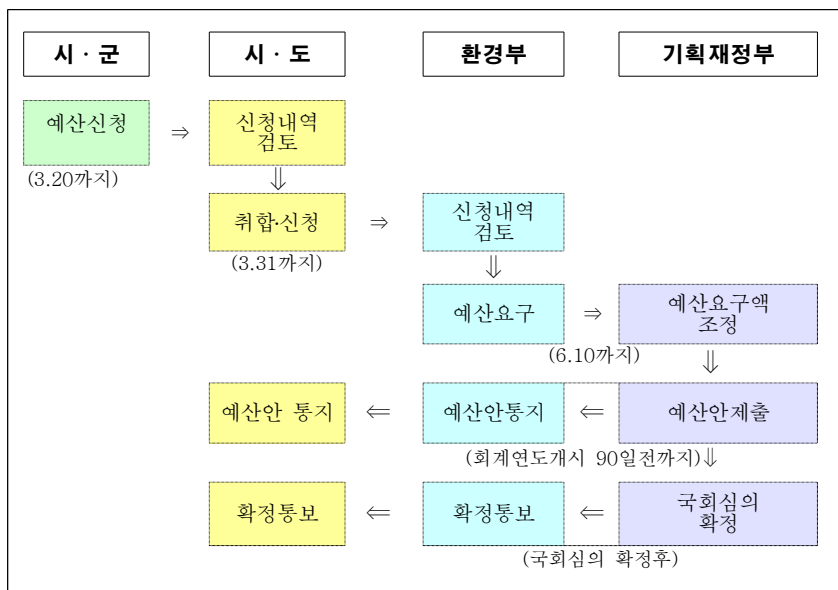 시 · 군
시 · 도
환경부
기획재정부
예산신청
⇒
신청내역
검토
(3.20까지)
⇓
취합·신청
⇒
신청내역
검토
(3.31까지)
⇓
예산요구
⇒
예산요구액
조정
(6.10까지)
⇓
예산안 통지
⇐
예산안통지
⇐
예산안제출
(회계연도개시 90일전까지)⇓
확정통보
⇐
확정통보
⇐
국회심의
확정
(국회심의 확정후)